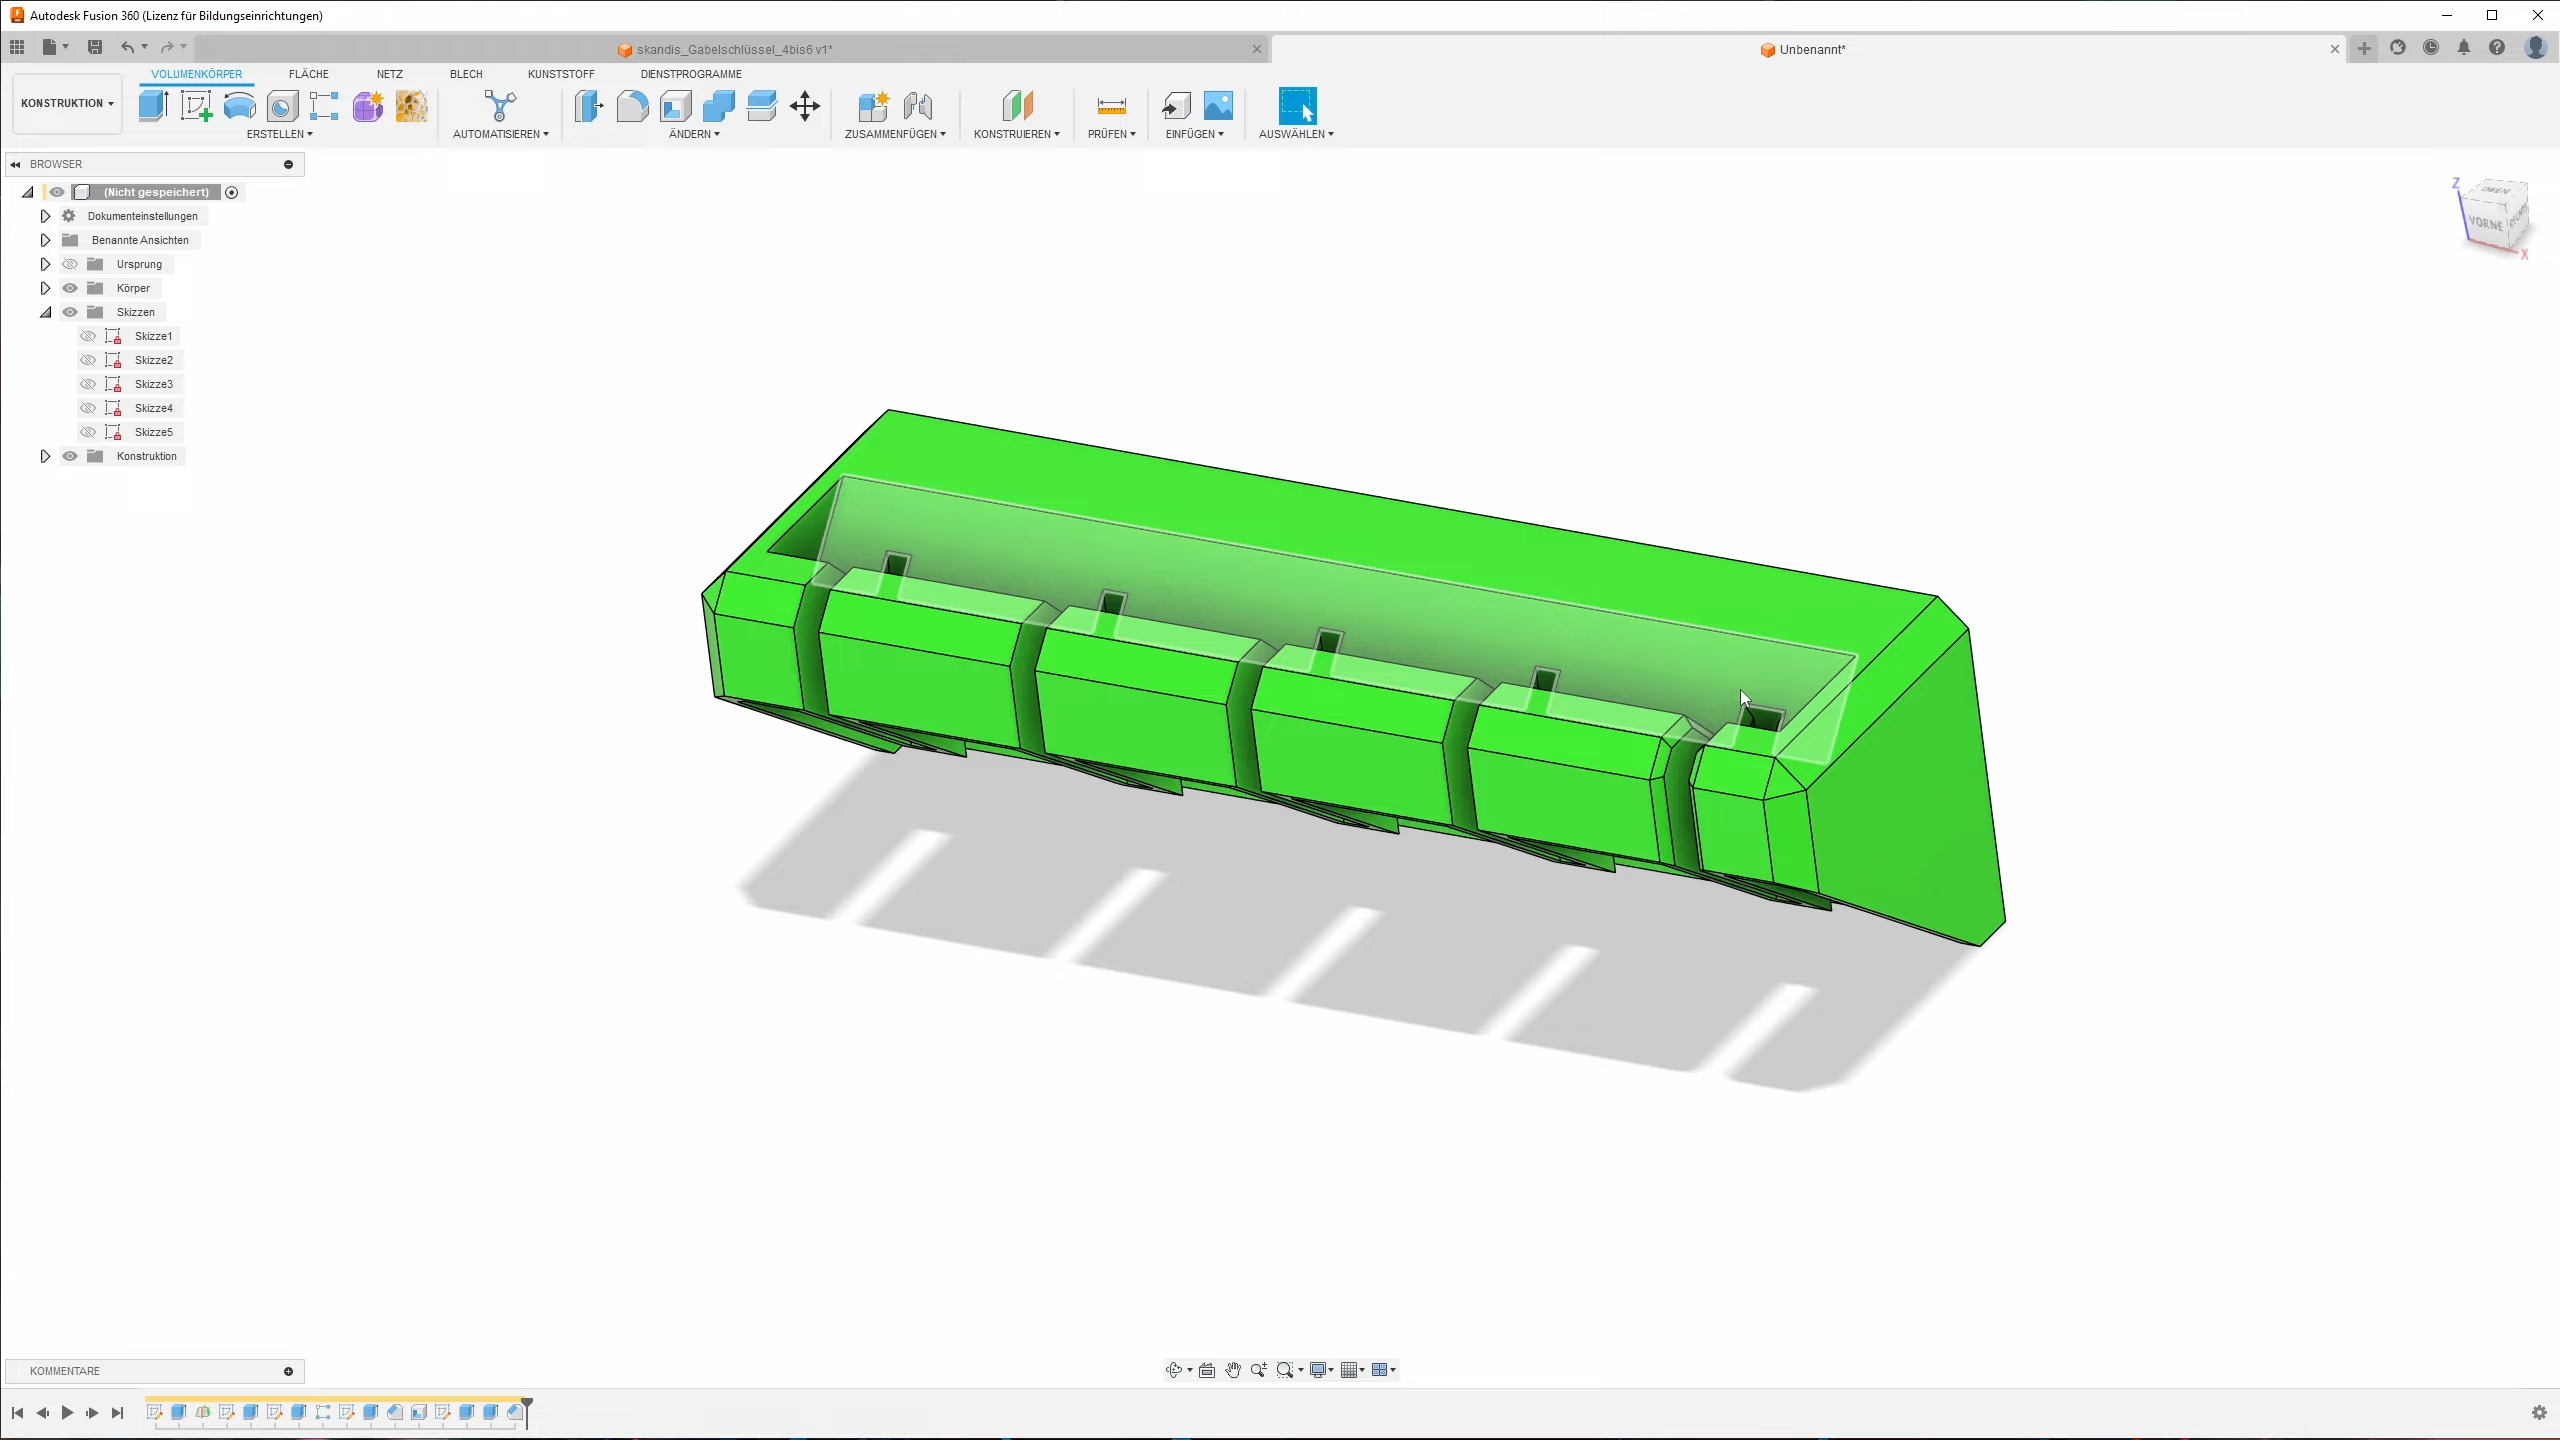 Autodesk Fusion 360 (Lizenz für Bildungseinrichtungen)
skandis_Gabelschlüssel_4bis6 v1*
Unbenannt*
VOLUMENKÖRPER FLÄCHE NETZ BLECH KUNSTSTOFF DIENSTPROGRAMME
KONSTRUKTION
ERSTELLEN AUTOMATISIEREN ÄNDERN ZUSAMMENFÜGEN KONSTRUIEREN PRÜFEN EINFÜGEN AUSWÄHLEN
BROWSER
(Nicht gespeichert)
Dokumenteinstellungen
Benannte Ansichten
Ursprung
Körper
Skizzen
Skizze1
Skizze2
Skizze3
Skizze4
Skizze5
Konstruktion
Z
OBEN
VORNE
RECHTS
X
KOMMENTARE